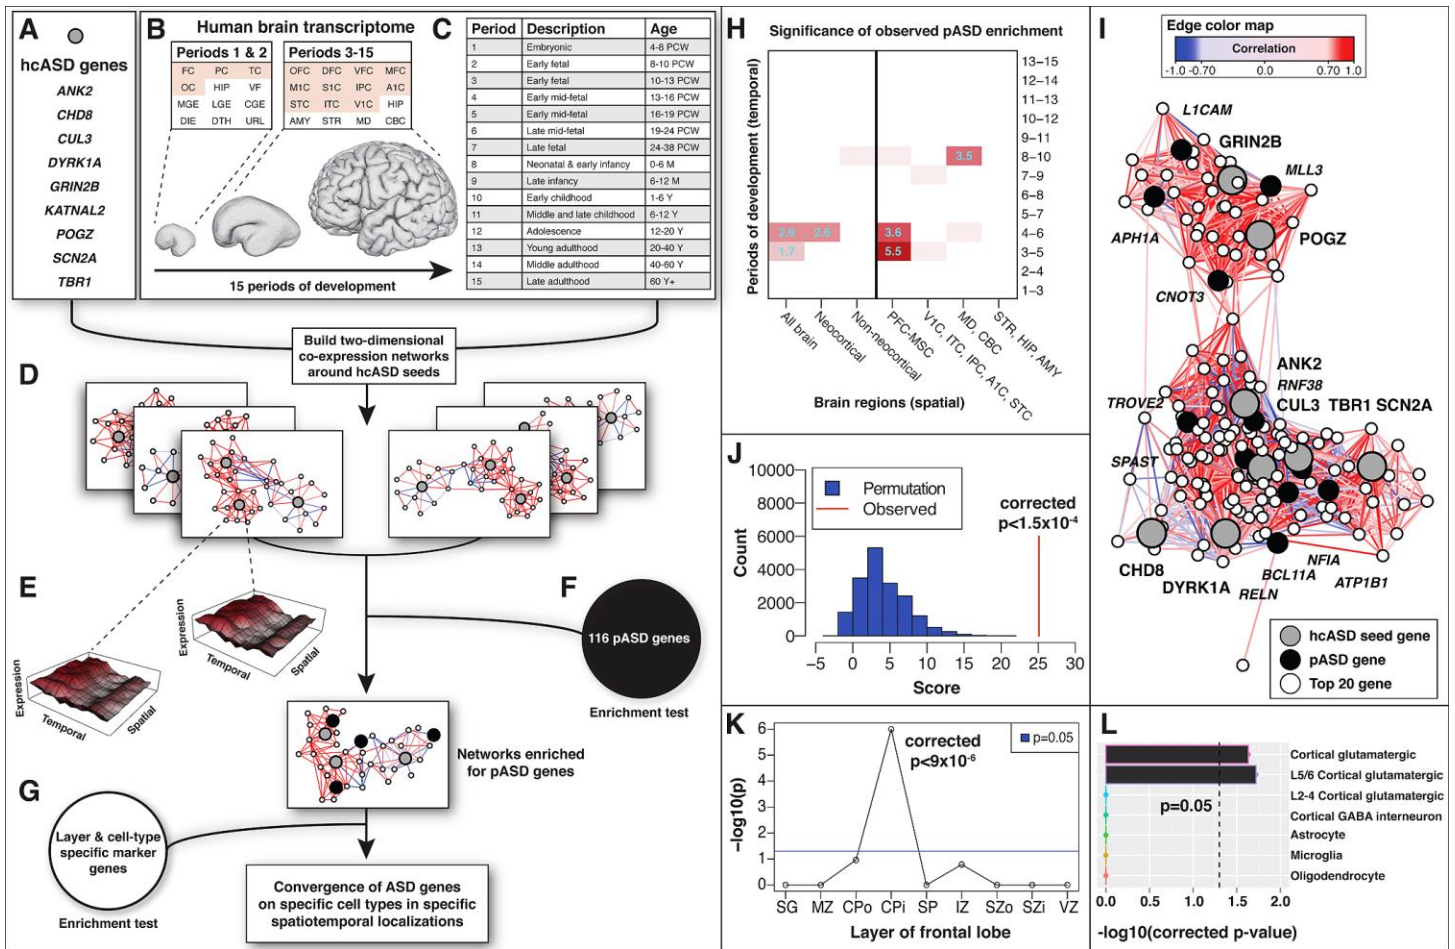 A
hcASD genes
ANK2
CHD8
CUL3
DYRK1A
GRIN2B
KATNAL2
POGZ
SCN2A
TBR1
B
Human brain transcriptome
Periods 1 & 2
FC PC TC
OC HIP VF
MGE LGE CGE
DIE DTH URL
Periods 3-15
OFC DFC VFC MFC
M1C S1C IPC A1C
STC ITC V1C HIP
AMY STR MD CBC
15 periods of development
C
Period Description Age
1 Embryonic 4-8 PCW
2 Early fetal 8-10 PCW
3 Early fetal 10-13 PCW
4 Early mid-fetal 13-16 PCW
5 Early mid-fetal 16-19 PCW
6 Late mid-fetal 19-24 PCW
7 Late fetal 24-38 PCW
8 Neonatal & early infancy 0-6 M
9 Late infancy 6-12 M
10 Early childhood 1-6 Y
11 Middle and late childhood 6-12 Y
12 Adolescence 12-20 Y
13 Young adulthood 20-40 Y
14 Middle adulthood 40-60 Y
15 Late adulthood 60 Y+
Build two-dimensional
co-expression networks
around hcASD seeds
D
E
Expression
Temporal
Spatial
Expression
Temporal
Spatial
F
116 pASD genes
Enrichment test
Networks enriched
for pASD genes
G
Layer & cell-type
specific marker
genes
Enrichment test
Convergence of ASD genes
on specific cell types in specific
spatiotemporal localizations
H
Significance of observed pASD enrichment
Periods of development (temporal)
13–15
12–14
11–13
10–12
9–11
8–10
7–9
6–8
5–7
4–6
3–5
2–4
1–3
3.5
2.6 2.6 3.6
1.7 5.5
All brain
Neocortical
Non-neocortical
PFC-MSC
V1C, ITC, IPC, A1C, STC
MD, CBC
STR, HIP, AMY
Brain regions (spatial)
I
Edge color map
Correlation
-1.0 -0.70 0.0 0.70 1.0
L1CAM
GRIN2B
MLL3
APH1A
POGZ
CNOT3
ANK2
RNF38
TROVE2
CUL3 TBR1 SCN2A
SPAST
CHD8
DYRK1A
RELN
BCL11A
NFIA
ATP1B1
hcASD seed gene
pASD gene
Top 20 gene
J
Permutation
Observed
corrected
p<1.5x10-4
Count
10000
8000
6000
4000
2000
0
−5 0 5 10 15 20 25 30
Score
K
p=0.05
corrected
p<9x10-6
−log10(p)
6
5
4
3
2
1
0
SG MZ CPo CPi SP IZ SZo SZi VZ
Layer of frontal lobe
L
p=0.05
Cortical glutamatergic
L5/6 Cortical glutamatergic
L2-4 Cortical glutamatergic
Cortical GABA interneuron
Astrocyte
Microglia
Oligodendrocyte
0.0 0.5 1.0 1.5 2.0
-log10(corrected p-value)